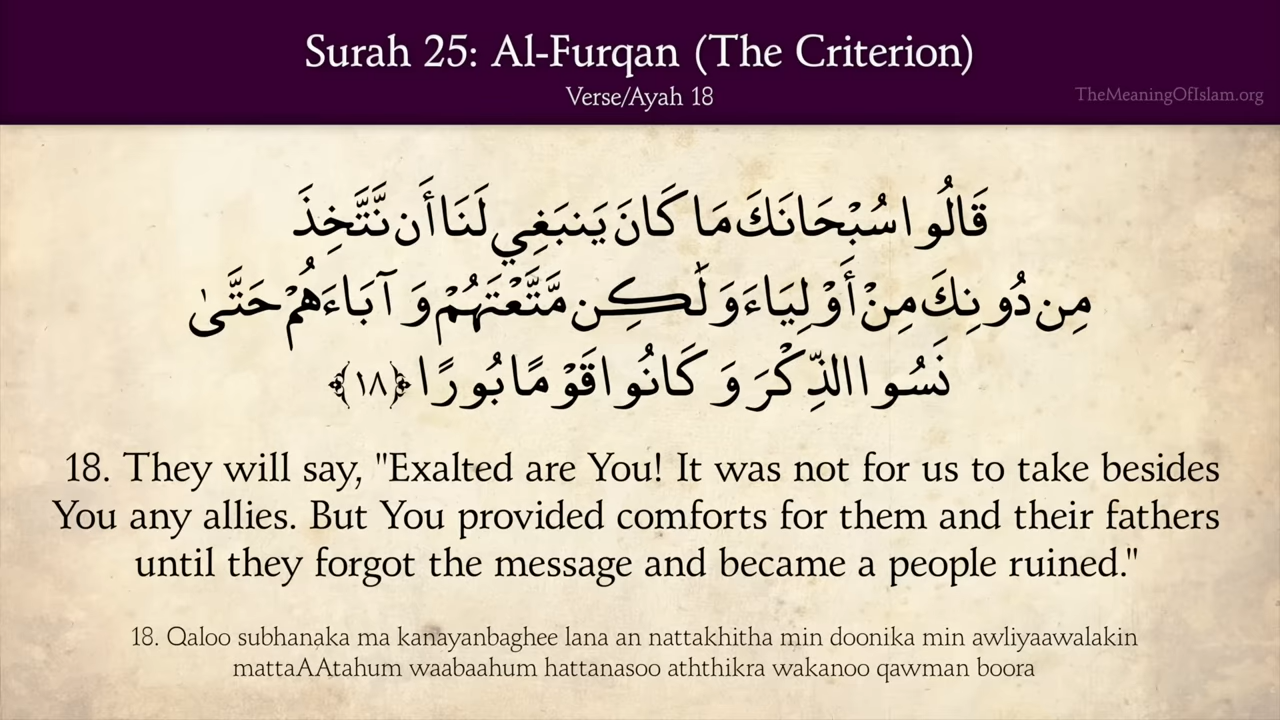 Surah 25: Al-Furqan (The Criterion)
Verse/Ayah 18
TheMeaningOfIslam.org
قَالُوا سُبْحَانَكَ مَا كَانَ يَنبَغِي لَنَا أَن نَّتَّخِذَ
مِن دُونِكَ مِنْ أَوْلِيَاءَ وَلَٰكِن مَّتَّعْتَهُمْ وَآبَاءَهُمْ حَتَّىٰ
نَسُوا الذِّكْرَ وَكَانُوا قَوْمًا بُورًا ﴿١٨﴾
18. They will say, "Exalted are You! It was not for us to take besides
You any allies. But You provided comforts for them and their fathers
until they forgot the message and became a people ruined."
18. Qaloo subhanaka ma kanayanbaghee lana an nattakhitha min doonika min awliyaawalakin
mattaAAtahum waabaahum hattanasoo aththikra wakanoo qawman boora